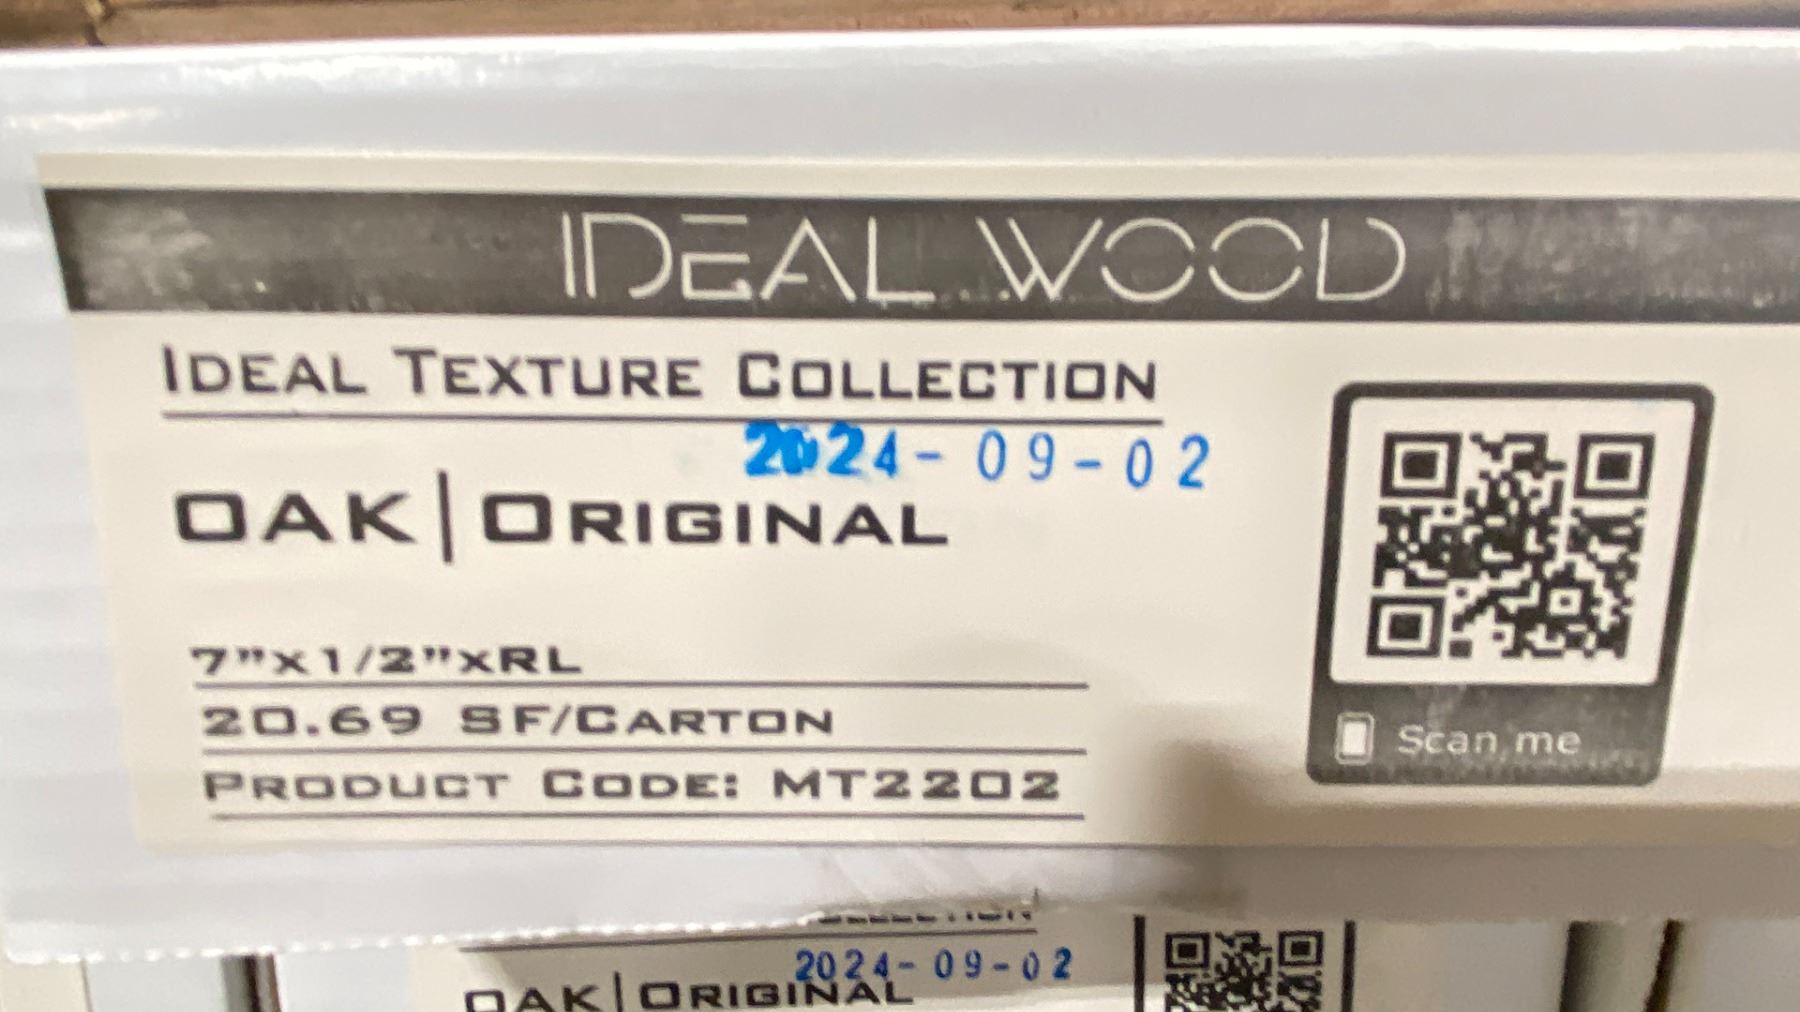 IDEAL WOOD
IDEAL TEXTURE COLLECTION
2024-09-02
OAK | ORIGINAL
7"x1/2"xRL
20.69 SF/CARTON
PRODUCT CODE: MT2202
Scan me
2024-09-02
OAK | ORIGINAL